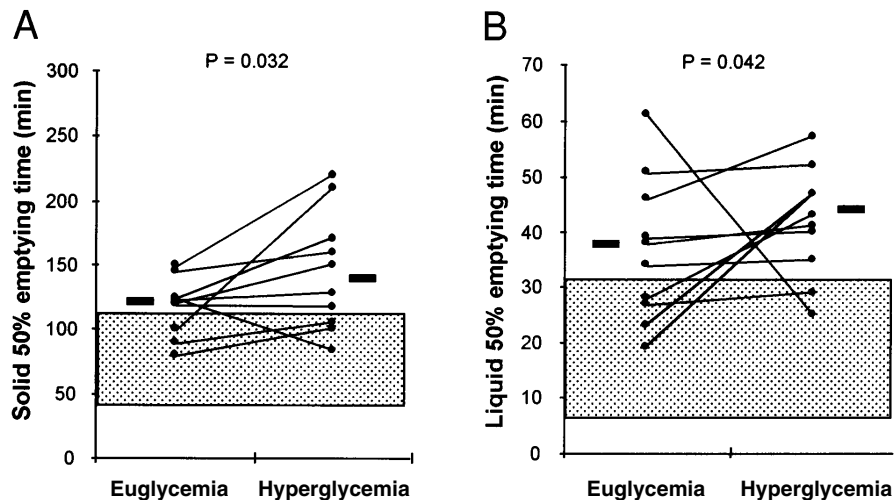 A
P = 0.032
Solid 50% emptying time (min)
300
250
200
150
100
50
0
Euglycemia Hyperglycemia
B
P = 0.042
Liquid 50% emptying time (min)
70
60
50
40
30
20
10
0
Euglycemia Hyperglycemia